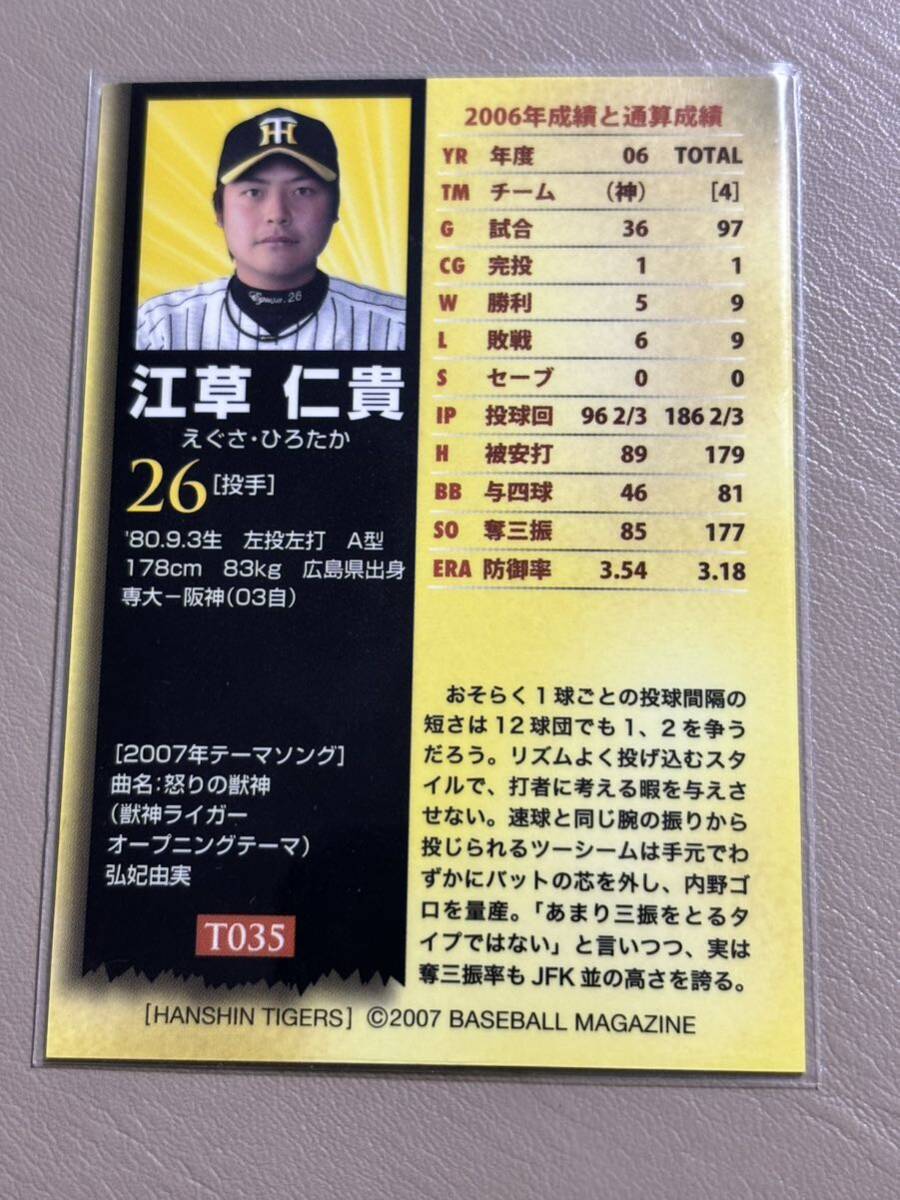 TH
Egusa.26
江草 仁貴
えぐさ・ひろたか
26[投手]
'80.9.3生 左投左打 A型
178cm 83kg 広島県出身
専大－阪神(03自)
[2007年テーマソング]
曲名:怒りの獣神
(獣神ライガー
オープニングテーマ)
弘妃由実
T035
2006年成績と通算成績
YR 年度 06 TOTAL
TM チーム (神) [4]
G 試合 36 97
CG 完投 1 1
W 勝利 5 9
L 敗戦 6 9
S セーブ 0 0
IP 投球回 96 2/3 186 2/3
H 被安打 89 179
BB 与四球 46 81
SO 奪三振 85 177
ERA 防御率 3.54 3.18
おそらく1球ごとの投球間隔の
短さは12球団でも1、2を争う
だろう。リズムよく投げ込むスタ
イルで、打者に考える暇を与えさ
せない。速球と同じ腕の振りから
投じられるツーシームは手元でわ
ずかにバットの芯を外し、内野ゴ
ロを量産。「あまり三振をとるタ
イプではない」と言いつつ、実は
奪三振率もJFK並の高さを誇る。
[HANSHIN TIGERS] ©2007 BASEBALL MAGAZINE